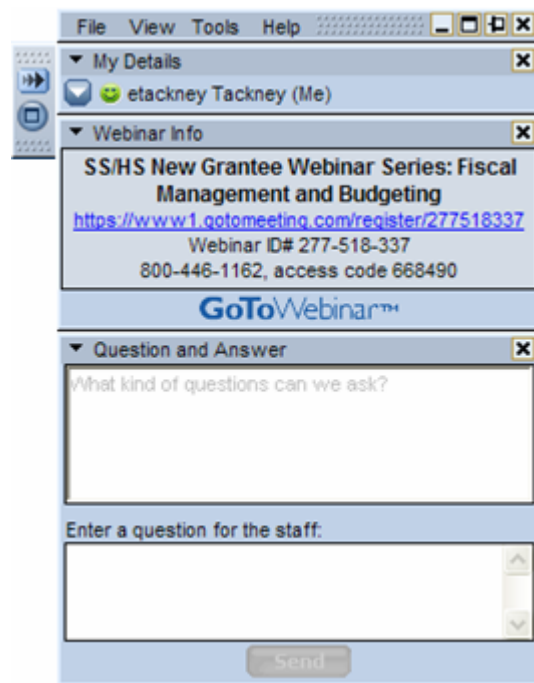 File View Tools Help
My Details
etackney Tackney (Me)
Webinar Info
SS/HS New Grantee Webinar Series: Fiscal
Management and Budgeting
https://www1.gotomeeting.com/register/277518337
Webinar ID# 277-518-337
800-446-1162, access code 668490
GoToWebinar™
Question and Answer
What kind of questions can we ask?
Enter a question for the staff:
Send